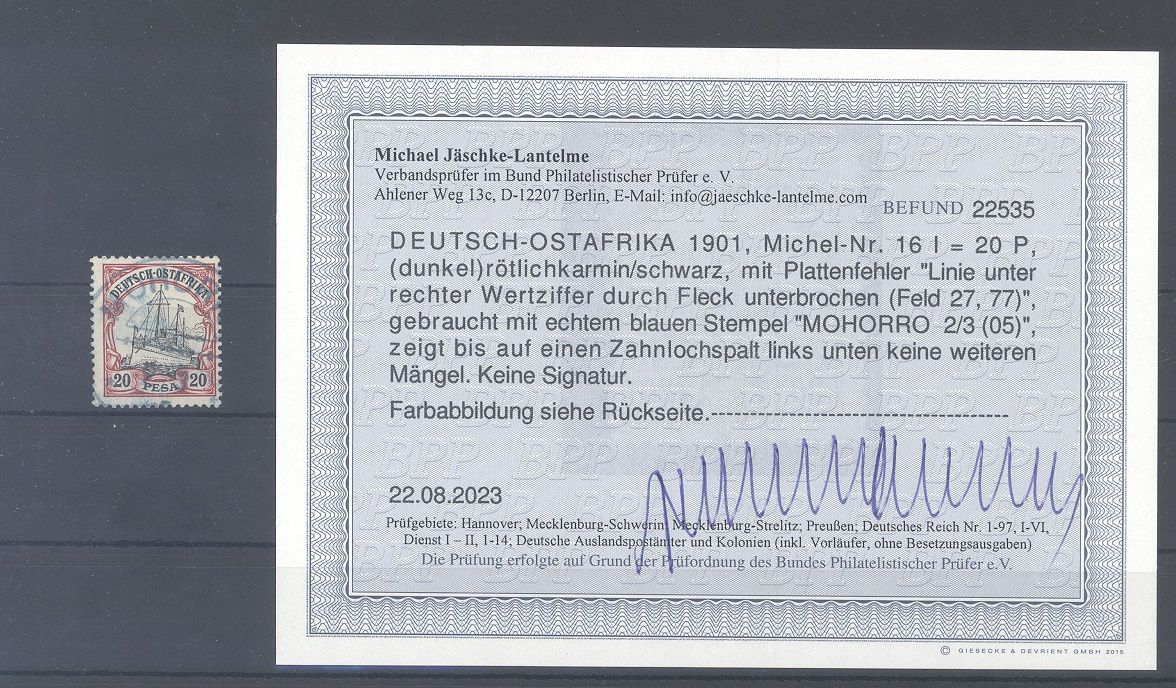 DEUTSCH-OSTAFRIKA
20 PESA 20
Michael Jäschke-Lantelme
Verbandsprüfer im Bund Philatelistischer Prüfer e. V.
Ahlener Weg 13c, D-12207 Berlin, E-Mail: info@jaeschke-lantelme.com
BEFUND 22535
DEUTSCH-OSTAFRIKA 1901, Michel-Nr. 16 I = 20 P,
(dunkel)rötlichkarmin/schwarz, mit Plattenfehler "Linie unter
rechter Wertziffer durch Fleck unterbrochen (Feld 27, 77)",
gebraucht mit echtem blauen Stempel "MOHORRO 2/3 (05)",
zeigt bis auf einen Zahnlochspalt links unten keine weiteren
Mängel. Keine Signatur.
Farbabbildung siehe Rückseite.------------------------------------
22.08.2023
Prüfgebiete: Hannover; Mecklenburg-Schwerin; Mecklenburg-Strelitz; Preußen; Deutsches Reich Nr. 1-97, I-VI,
Dienst I – II, 1-14; Deutsche Auslandspostämter und Kolonien (inkl. Vorläufer, ohne Besetzungsausgaben)
Die Prüfung erfolgte auf Grund der Prüfordnung des Bundes Philatelistischer Prüfer e.V.
© GIESECKE & DEVRIENT GMBH 2015